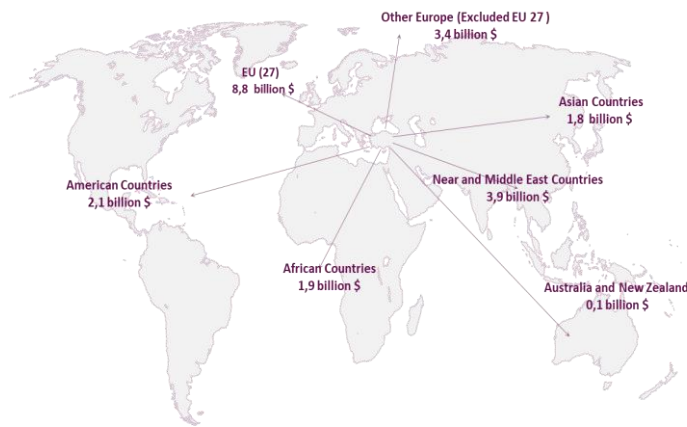 Other Europe (Excluded EU 27 )
3,4 billion $
EU (27)
8,8 billion $
Asian Countries
1,8 billion $
American Countries
2,1 billion $
Near and Middle East Countries
3,9 billion $
African Countries
1,9 billion $
Australia and New Zealand
0,1 billion $